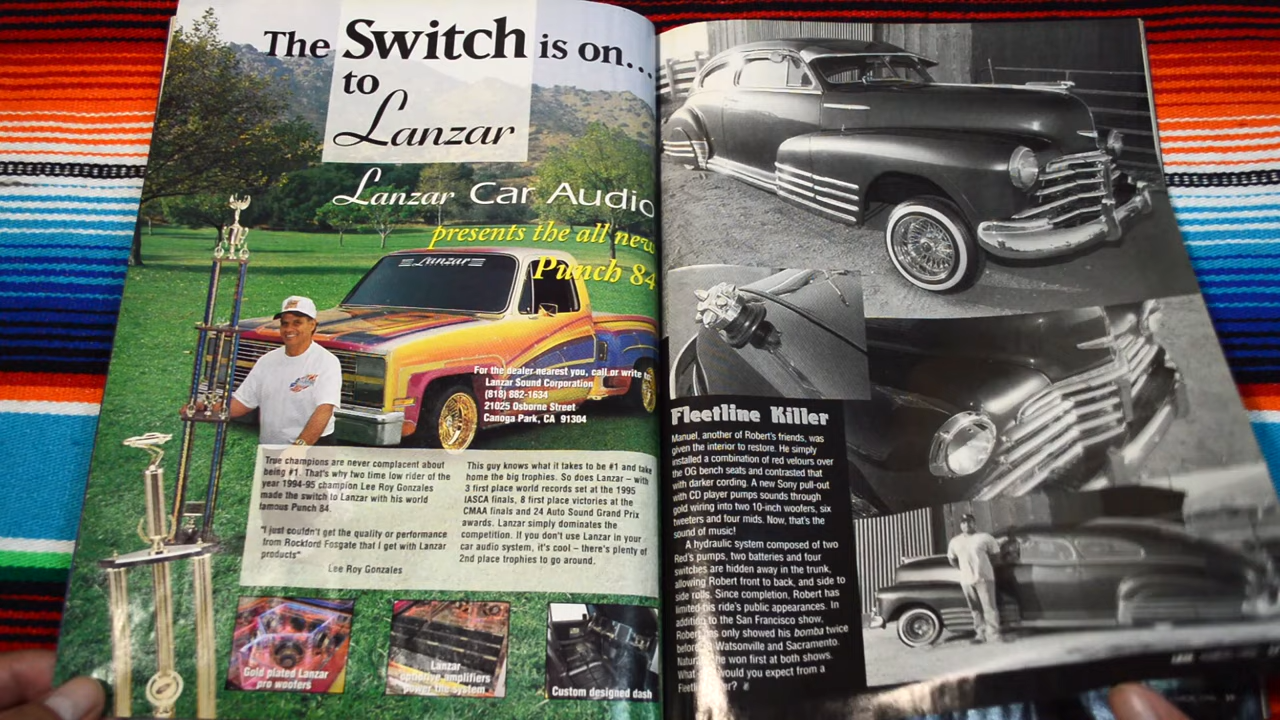 The Switch is on...
to
Lanzar
Lanzar Car Audio
presents the all new
Punch 84
Lanzar
For the dealer nearest you, call or write to
Lanzar Sound Corporation
(818) 882-1634
21025 Osborne Street
Canoga Park, CA 91304
True champions are never complacent about
being #1. That's why two time low rider of the
year 1994-95 champion Lee Roy Gonzales
made the switch to Lanzar with his world
famous Punch 84.
"I just couldn't get the quality or performance
from Rockford Fosgate that I get with Lanzar
products"
Lee Roy Gonzales
This guy knows what it takes to be #1 and take
home the big trophies. So does Lanzar – with
3 first place world records set at the 1995
IASCA finals, 8 first place victories at the
CMAA finals and 24 Auto Sound Grand Prix
awards. Lanzar simply dominates the
competition. If you don't use Lanzar in your
car audio system, it's cool – there's plenty of
2nd place trophies to go around.
Gold plated Lanzar
pro woofers
Lanzar
optidrive amplifiers
power the system
Custom designed dash
Fleetline Killer
Manuel, another of Robert's friends, was
given the interior to restore. He simply
installed a combination of red velours over
the OG bench seats and contrasted that
with darker cording. A new Sony pull-out
with CD player pumps sounds through
gold wiring into two 10-inch woofers, six
tweeters and four mids. Now, that's the
sound of music!
A hydraulic system composed of two
Red's pumps, two batteries and four
switches are hidden away in the trunk,
allowing Robert front to back, and side to
side rolls. Since completion, Robert has
limited his ride's public appearances. In
addition to the San Francisco show,
Robert has only showed his bomba twice
before, Watsonville and Sacramento.
he won first at both shows.
What would you expect from a